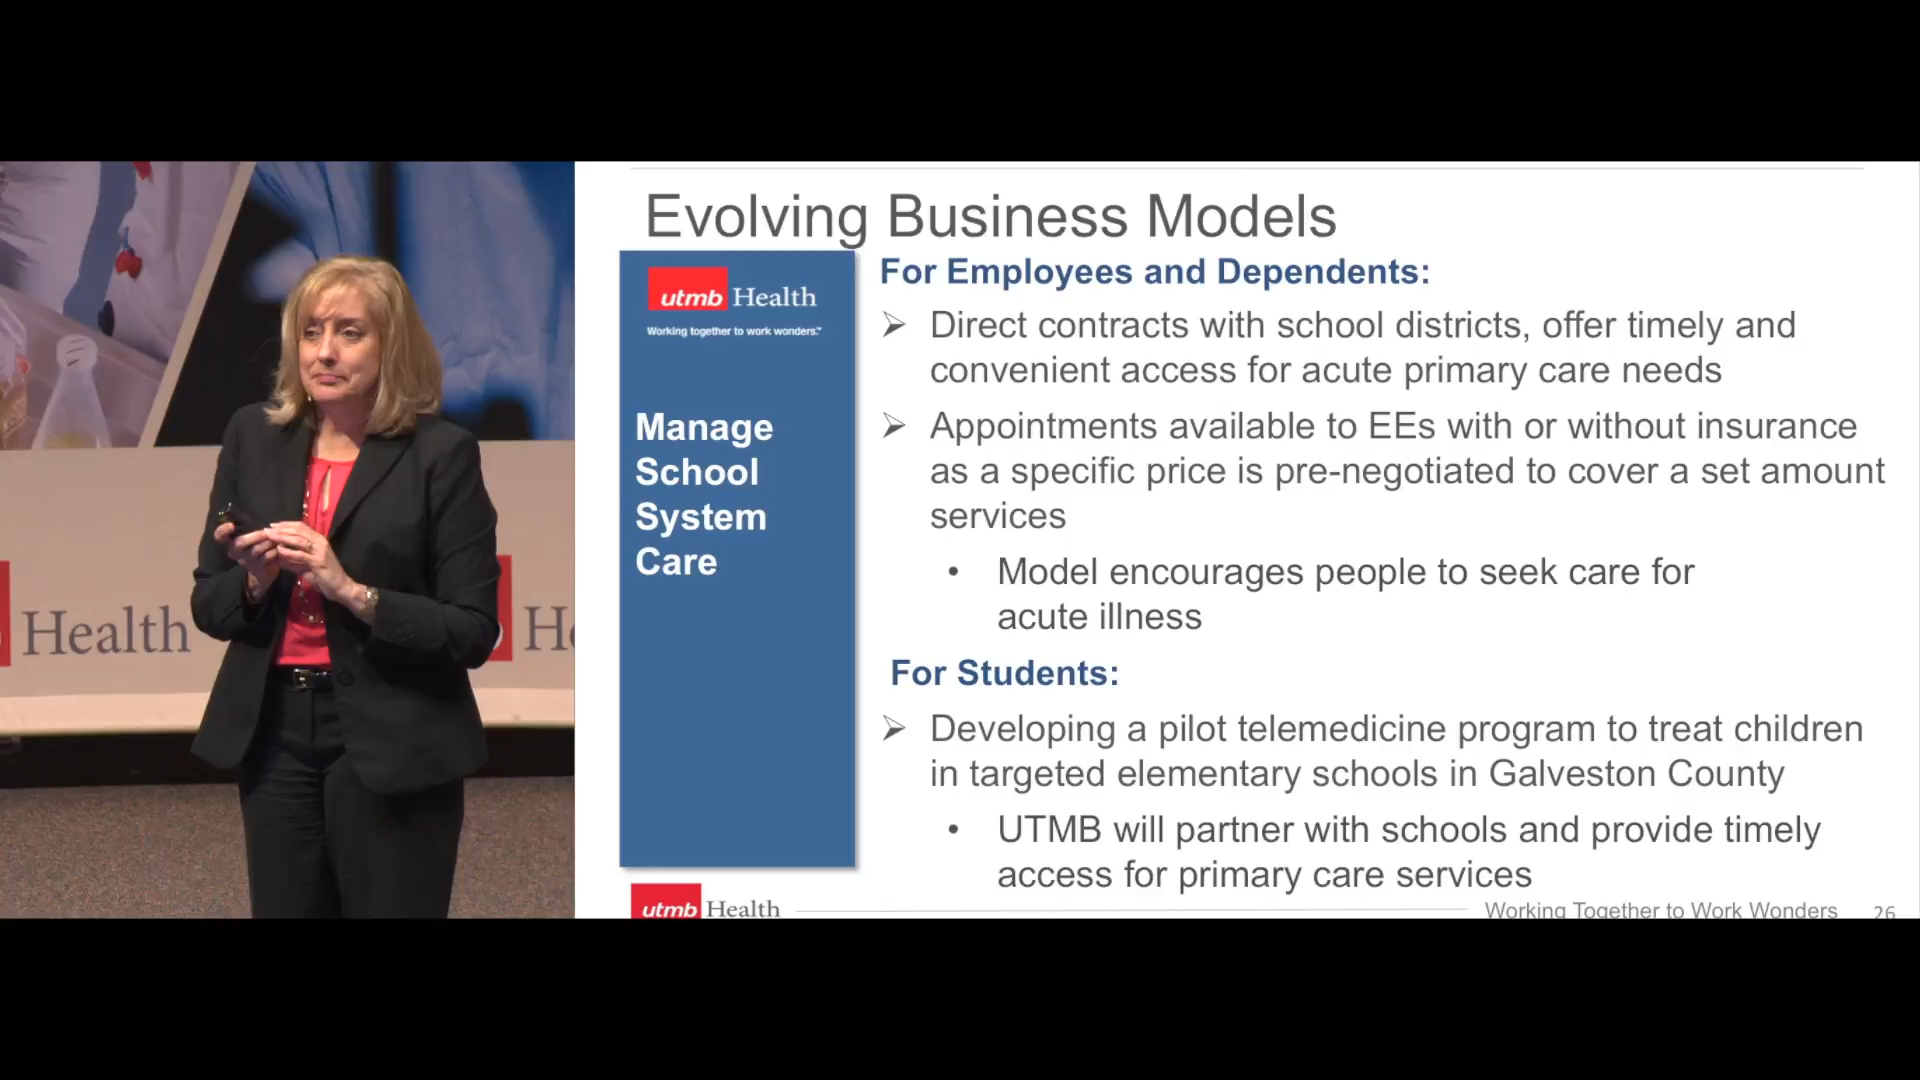 Evolving Business Models
utmb Health
Working together to work wonders.™
Manage
School
System
Care
For Employees and Dependents:
➢ Direct contracts with school districts, offer timely and
convenient access for acute primary care needs
➢ Appointments available to EEs with or without insurance
as a specific price is pre-negotiated to cover a set amount
services
• Model encourages people to seek care for
acute illness
For Students:
➢ Developing a pilot telemedicine program to treat children
in targeted elementary schools in Galveston County
• UTMB will partner with schools and provide timely
access for primary care services
utmb Health
Working Together to Work Wonders
26
Health